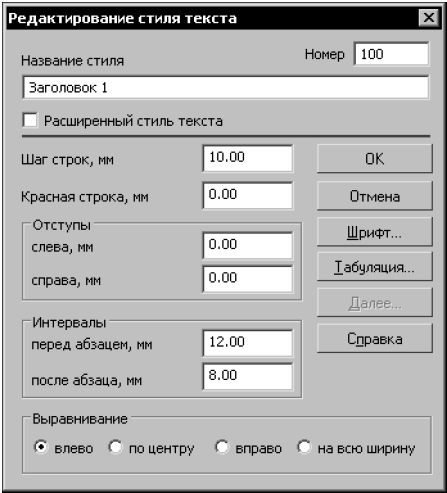 Редактирование стиля текста
Номер 100
Название стиля
Заголовок 1
Расширенный стиль текста
Шаг строк, мм 10.00 OK
Красная строка, мм 0.00 Отмена
Отступы Шрифт...
слева, мм 0.00 Табуляция...
справа, мм 0.00 Далее...
Интервалы Справка
перед абзацем, мм 12.00
после абзаца, мм 8.00
Выравнивание
влево по центру вправо на всю ширину